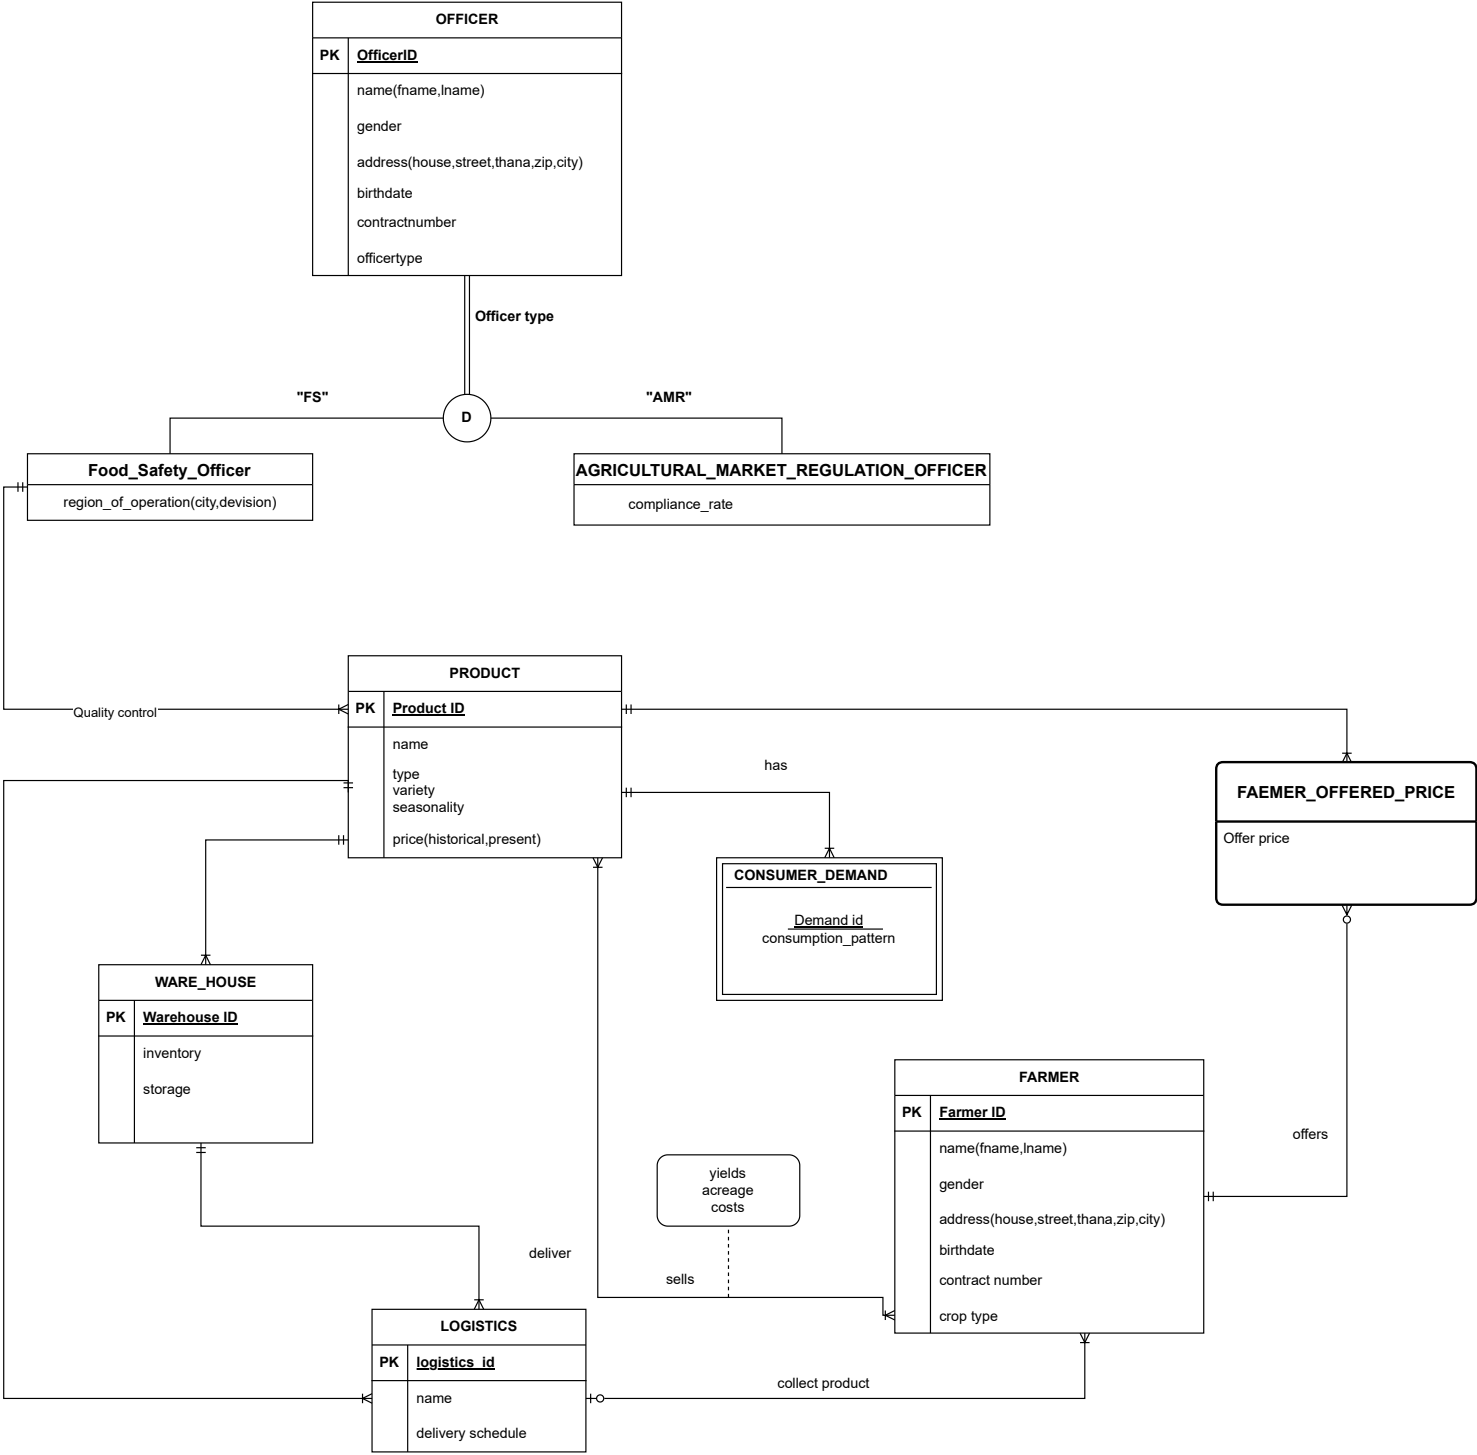 OFFICER
PK OfficerID
name(fname,lname)
gender
address(house,street,thana,zip,city)
birthdate
contractnumber
officertype
Officer type
"FS"
"AMR"
D
Food_Safety_Officer
region_of_operation(city,devision)
AGRICULTURAL_MARKET_REGULATION_OFFICER
compliance_rate
PRODUCT
PK Product ID
name
type
variety
seasonality
price(historical,present)
Quality control
has
FAEMER_OFFERED_PRICE
Offer price
CONSUMER_DEMAND
Demand id
consumption_pattern
WARE_HOUSE
PK Warehouse ID
inventory
storage
FARMER
PK Farmer ID
name(fname,lname)
gender
address(house,street,thana,zip,city)
birthdate
contract number
crop type
offers
yields
acreage
costs
deliver
sells
LOGISTICS
PK logistics_id
name
delivery schedule
collect product